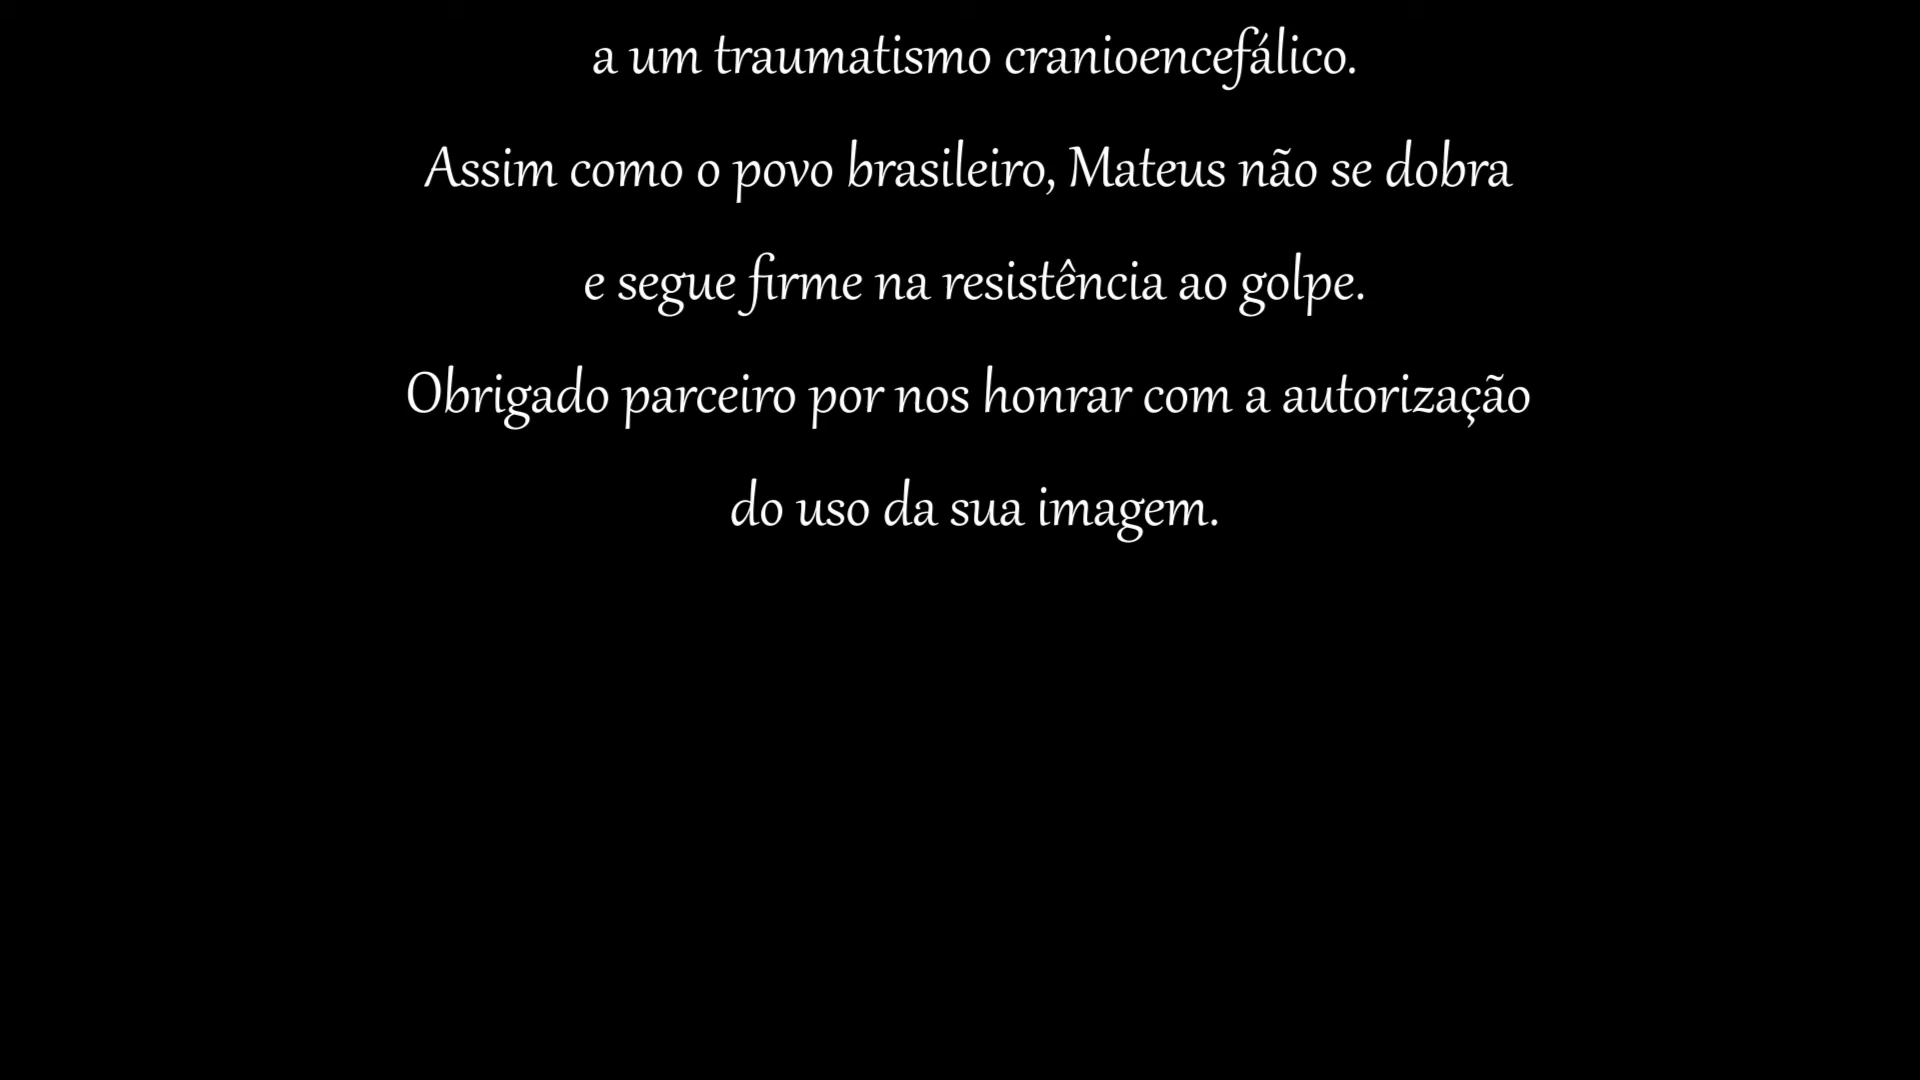 a um traumatismo cranioencefálico.
Assim como o povo brasileiro, Mateus não se dobra
e segue firme na resistência ao golpe.
Obrigado parceiro por nos honrar com a autorização
do uso da sua imagem.